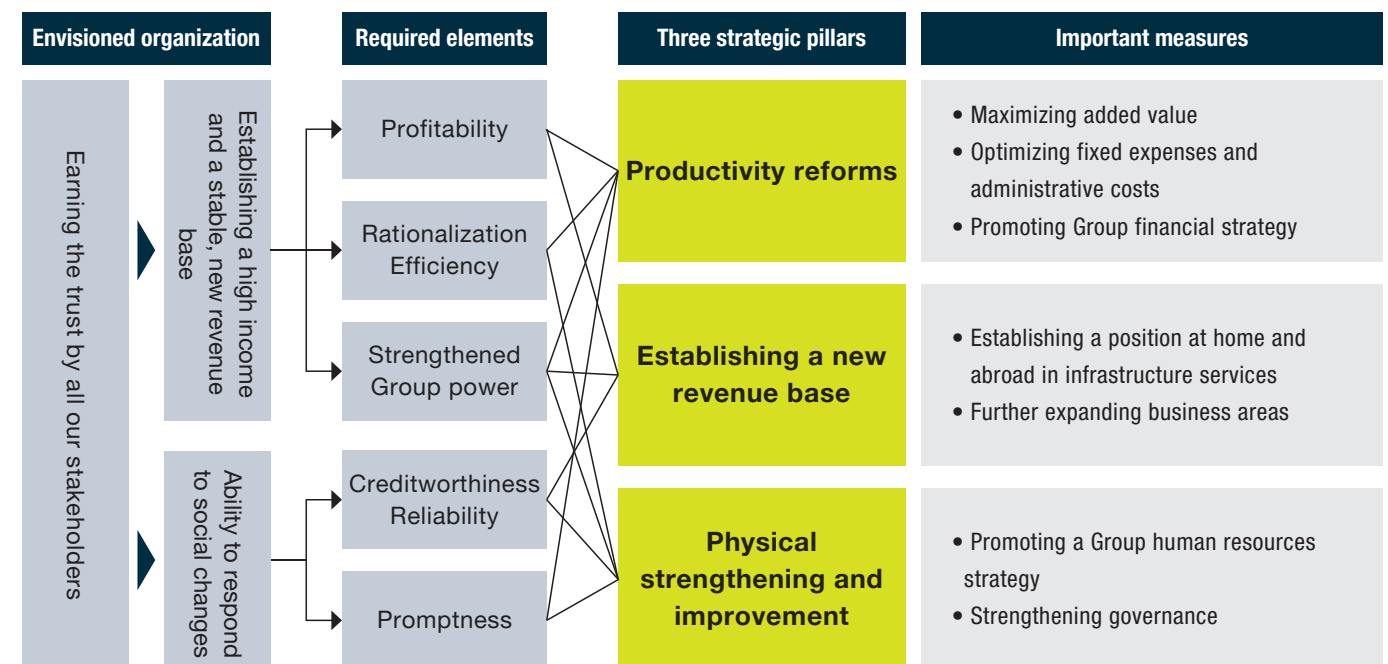 Envisioned organization
Required elements
Three strategic pillars
Important measures
Earning the trust by all our stakeholders
Establishing a high income
and a stable, new revenue
base
Ability to respond
to social changes
Profitability
Rationalization
Efficiency
Strengthened
Group power
Creditworthiness
Reliability
Promptness
Productivity reforms
Establishing a new
revenue base
Physical
strengthening and
improvement
• Maximizing added value
• Optimizing fixed expenses and
administrative costs
• Promoting Group financial strategy
• Establishing a position at home and
abroad in infrastructure services
• Further expanding business areas
• Promoting a Group human resources
strategy
• Strengthening governance